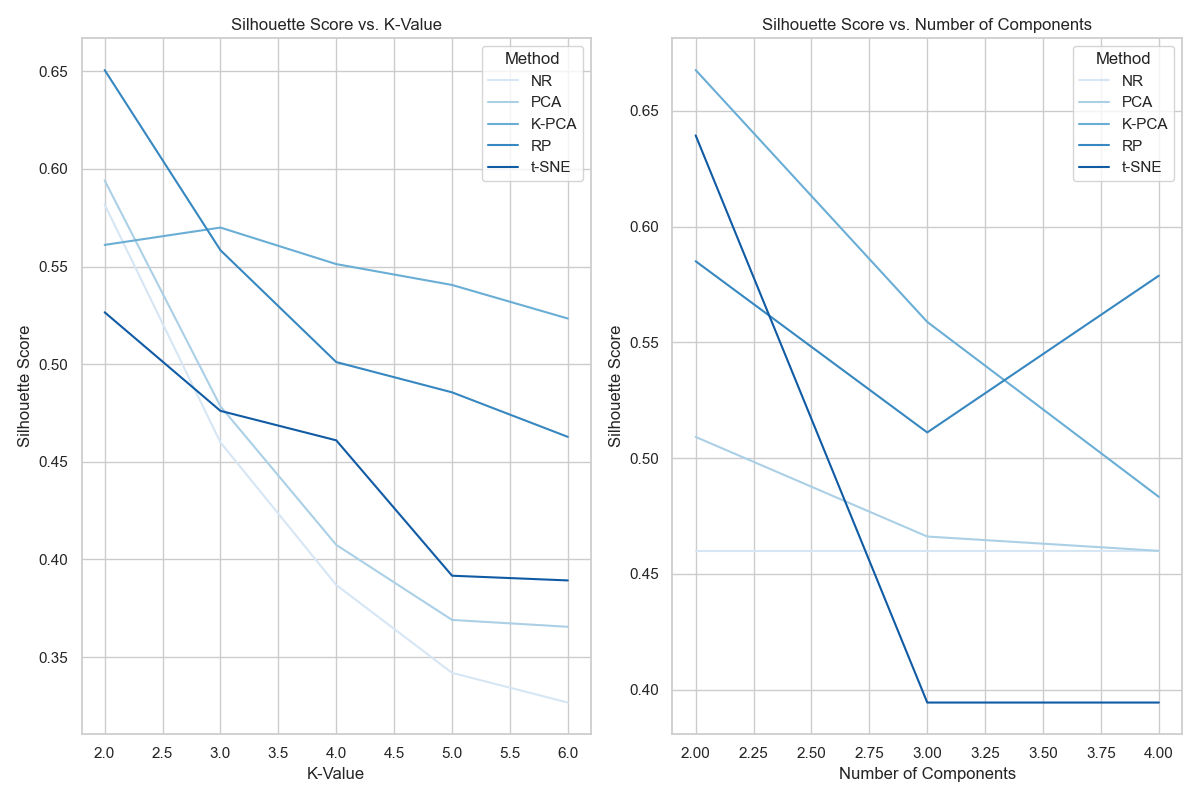 Silhouette Score vs. K-Value
Silhouette Score
0.65
0.60
0.55
0.50
0.45
0.40
0.35
Method
NR
PCA
K-PCA
RP
t-SNE
2.0 2.5 3.0 3.5 4.0 4.5 5.0 5.5 6.0
K-Value
Silhouette Score vs. Number of Components
Silhouette Score
0.65
0.60
0.55
0.50
0.45
0.40
Method
NR
PCA
K-PCA
RP
t-SNE
2.00 2.25 2.50 2.75 3.00 3.25 3.50 3.75 4.00
Number of Components